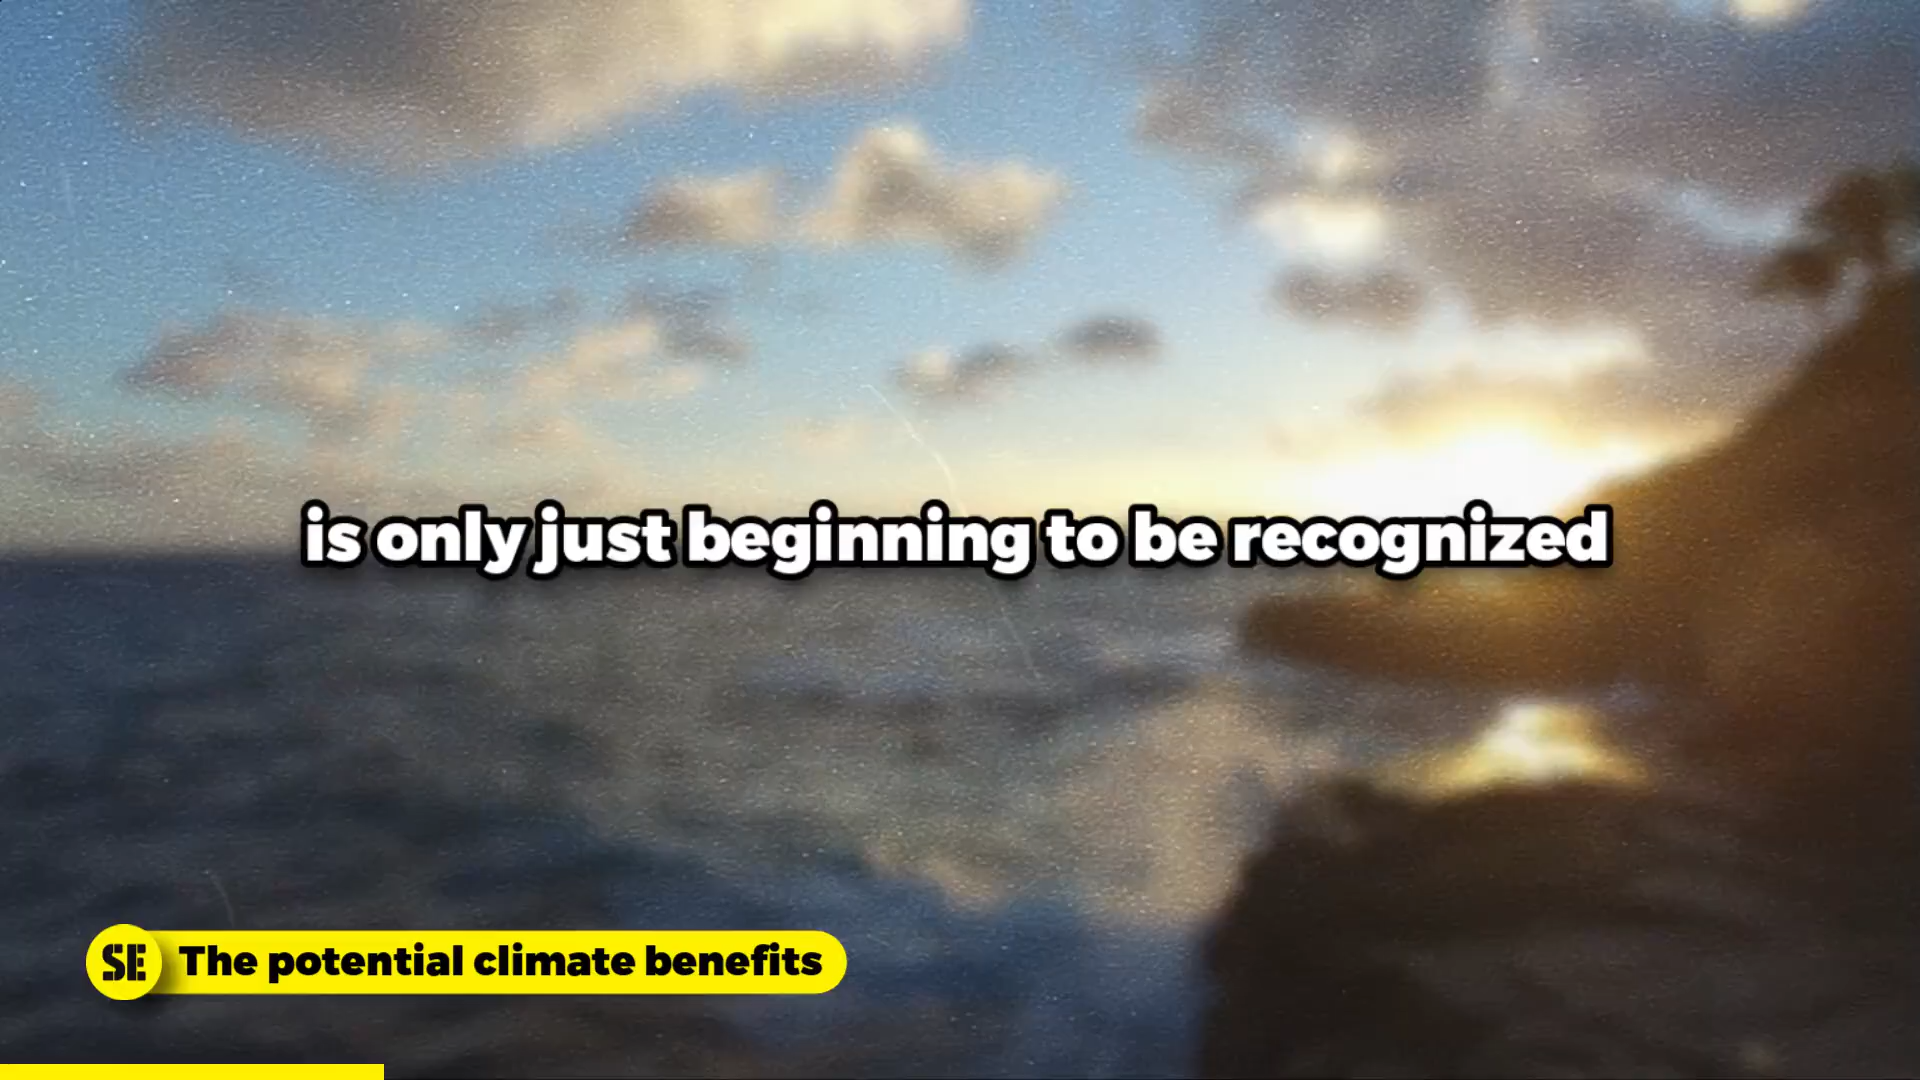 is only just beginning to be recognized
SE The potential climate benefits